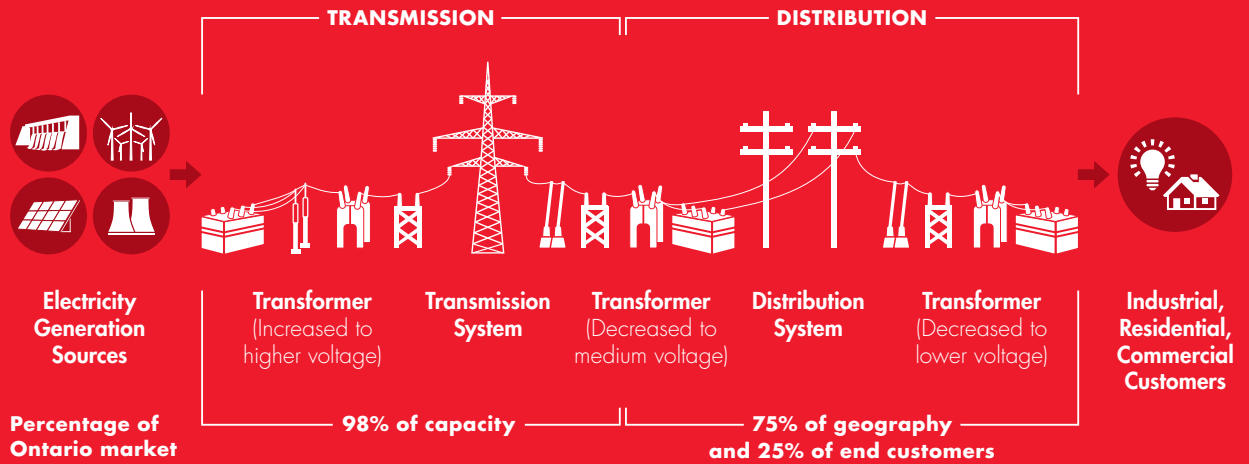 TRANSMISSION
DISTRIBUTION
Electricity
Generation
Sources
Transformer
(Increased to
higher voltage)
Transmission
System
Transformer
(Decreased to
medium voltage)
Distribution
System
Transformer
(Decreased to
lower voltage)
Industrial,
Residential,
Commercial
Customers
Percentage of
Ontario market
98% of capacity
75% of geography
and 25% of end customers